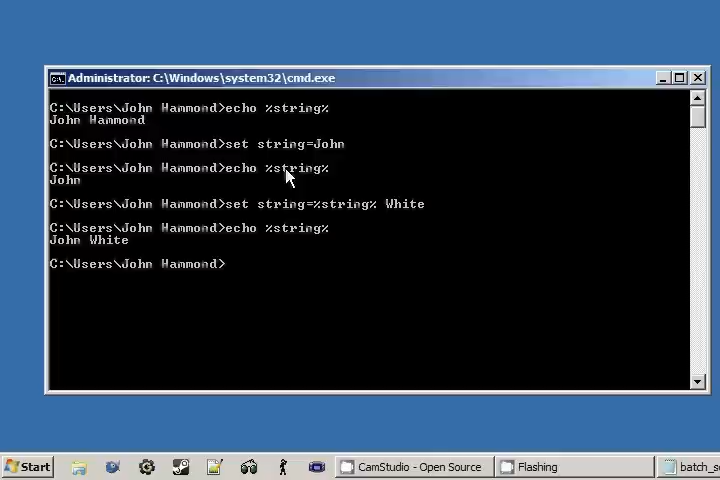 Administrator: C:\Windows\system32\cmd.exe
C:\Users\John Hammond>echo %string%
John Hammond
C:\Users\John Hammond>set string=John
C:\Users\John Hammond>echo %string%
John
C:\Users\John Hammond>set string=%string% White
C:\Users\John Hammond>echo %string%
John White
C:\Users\John Hammond>
Start
CamStudio - Open Source
Flashing
batch_se